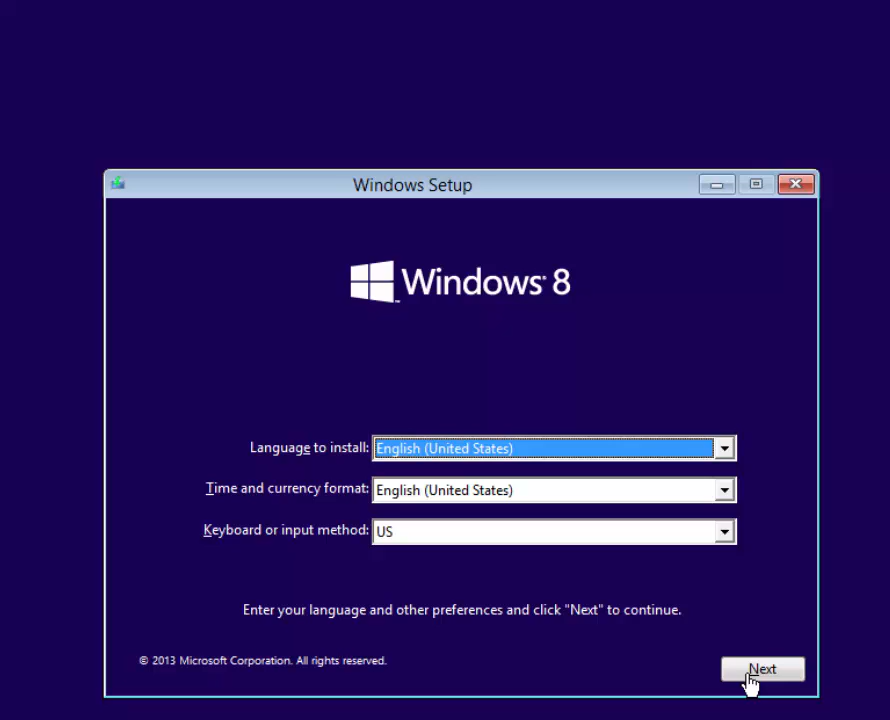 Windows Setup
Windows 8
Language to install: English (United States)
Time and currency format: English (United States)
Keyboard or input method: US
Enter your language and other preferences and click "Next" to continue.
© 2013 Microsoft Corporation. All rights reserved.
Next